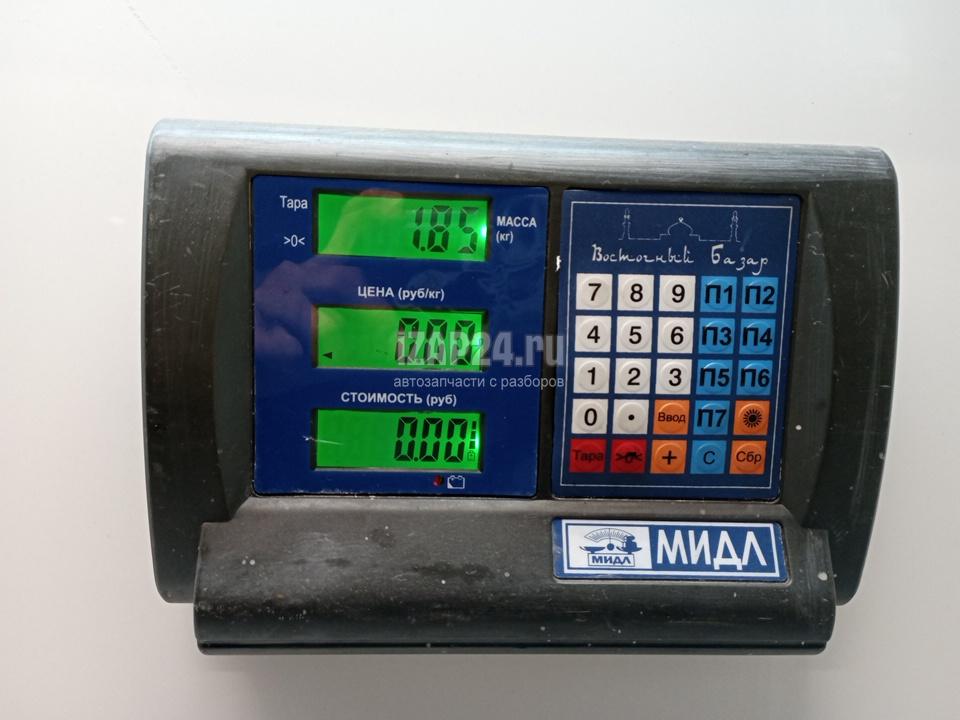 Тара
1.85
МАССА
(кг)
>0<
ЦЕНА (руб/кг)
0.00
iZAP24.ru
автозапчасти с разборов
СТОИМОСТЬ (руб)
0.00
Восточный Базар
7 8 9 П1 П2
4 5 6 П3 П4
1 2 3 П5 П6
0 . Ввод П7
Тара >0< + C Сбр
МИДЛ
МИДЛ